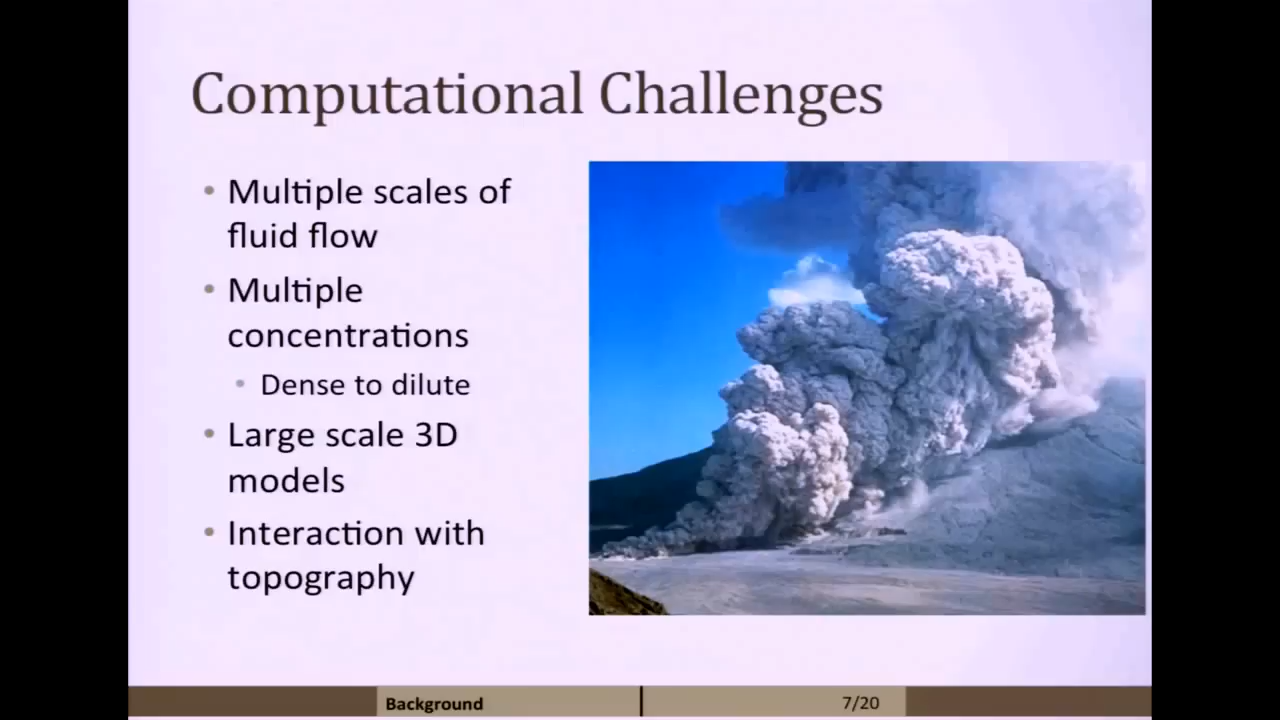 Computational Challenges
• Multiple scales of
fluid flow
• Multiple
concentrations
• Dense to dilute
• Large scale 3D
models
• Interaction with
topography
Background
7/20